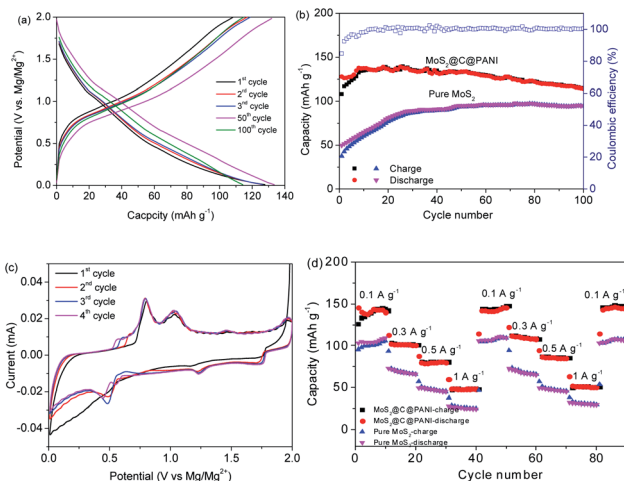 (a)
Potential (V vs. Mg/Mg²⁺)
2.0
1.6
1.2
0.8
0.4
0.0
1ˢᵗ cycle
2ʳᵈ cycle
3ʳᵈ cycle
50ᵗʰ cycle
100ᵗʰ cycle
0 20 40 60 80 100 120 140
Cacpcity (mAh g⁻¹)
(b)
Capacity (mAh g⁻¹)
200
150
100
50
0
MoS₂@C@PANI
Pure MoS₂
Charge
Discharge
0 20 40 60 80 100
Cycle number
100
80
60
40
20
0
Coulombic efficiency (%)
(c)
Current (mA)
0.04
0.02
0.00
-0.02
-0.04
1ˢᵗ cycle
2ⁿᵈ cycle
3ʳᵈ cycle
4ᵗʰ cycle
0.0 0.5 1.0 1.5 2.0
Potential (V vs Mg/Mg²⁺)
(d)
Capacity (mAh g⁻¹)
200
150
100
50
0
0.1 A g⁻¹
0.3 A g⁻¹
0.5 A g⁻¹
1 A g⁻¹
0.1 A g⁻¹
0.3 A g⁻¹
0.5 A g⁻¹
1 A g⁻¹
0.1 A g⁻¹
MoS₂@C@PANI-charge
MoS₂@C@PANI-discharge
Pure MoS₂-charge
Pure MoS₂-discharge
0 20 40 60 80
Cycle number